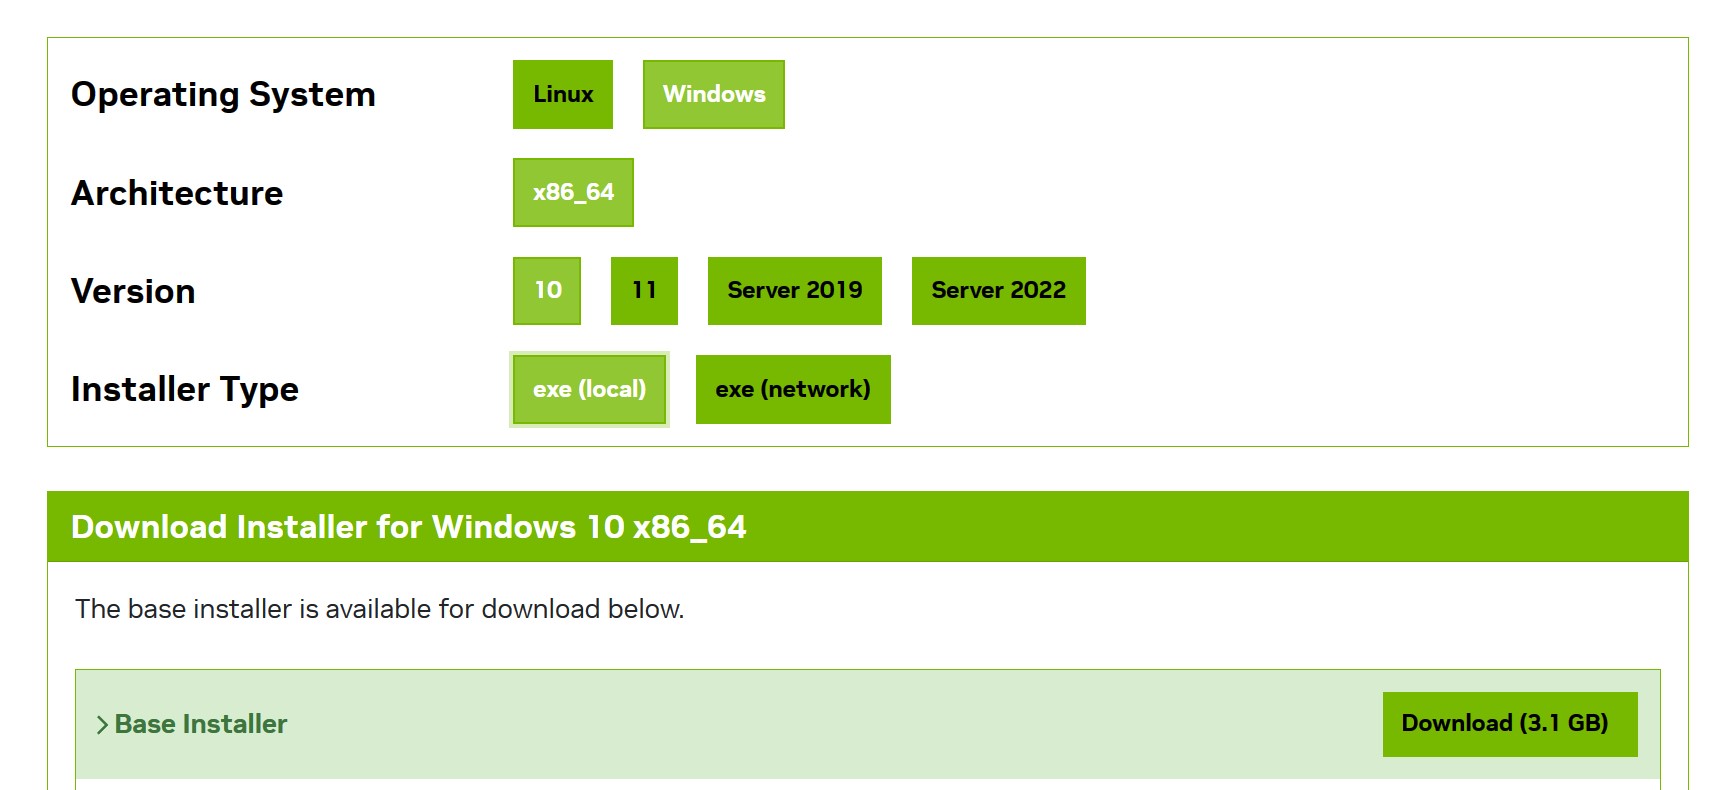 Operating System Linux Windows
Architecture x86_64
Version 10 11 Server 2019 Server 2022
Installer Type exe (local) exe (network)
Download Installer for Windows 10 x86_64
The base installer is available for download below.
Base Installer Download (3.1 GB)